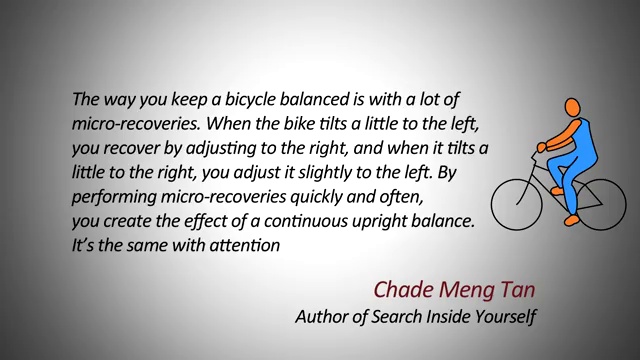 The way you keep a bicycle balanced is with a lot of
micro-recoveries. When the bike tilts a little to the left,
you recover by adjusting to the right, and when it tilts a
little to the right, you adjust it slightly to the left. By
performing micro-recoveries quickly and often,
you create the effect of a continuous upright balance.
It’s the same with attention
Chade Meng Tan
Author of Search Inside Yourself